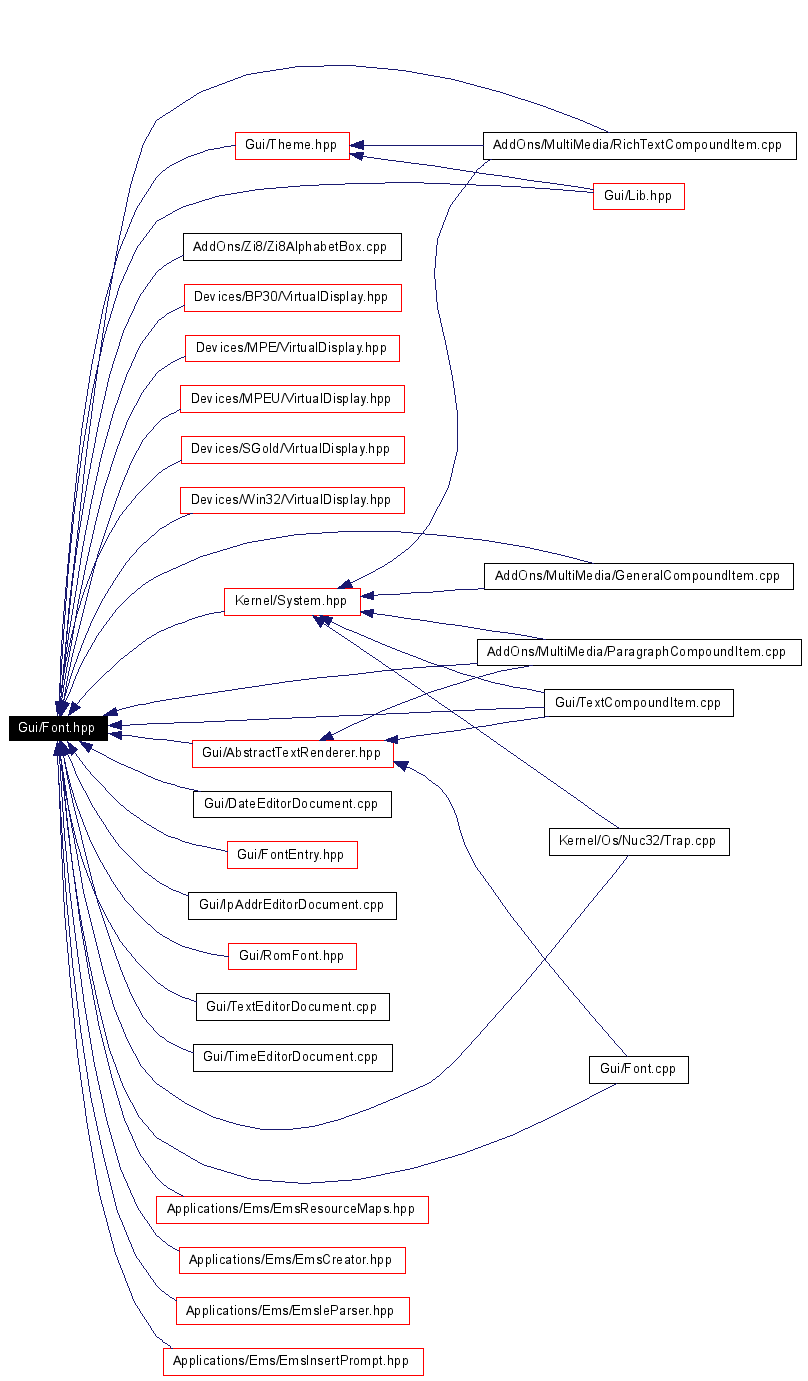 Gui/Theme.hpp
AddOns/MultiMedia/RichTextCompoundItem.cpp
Gui/Lib.hpp
AddOns/Zi8/Zi8AlphabetBox.cpp
Devices/BP30/VirtualDisplay.hpp
Devices/MPE/VirtualDisplay.hpp
Devices/MPEU/VirtualDisplay.hpp
Devices/SGold/VirtualDisplay.hpp
Devices/Win32/VirtualDisplay.hpp
AddOns/MultiMedia/GeneralCompoundItem.cpp
Kernel/System.hpp
AddOns/MultiMedia/ParagraphCompoundItem.cpp
Gui/TextCompoundItem.cpp
Gui/Font.hpp
Gui/AbstractTextRenderer.hpp
Gui/DateEditorDocument.cpp
Kernel/Os/Nuc32/Trap.cpp
Gui/FontEntry.hpp
Gui/IpAddrEditorDocument.cpp
Gui/RomFont.hpp
Gui/TextEditorDocument.cpp
Gui/TimeEditorDocument.cpp
Gui/Font.cpp
Applications/Ems/EmsResourceMaps.hpp
Applications/Ems/EmsCreator.hpp
Applications/Ems/EmsIeParser.hpp
Applications/Ems/EmsInsertPrompt.hpp